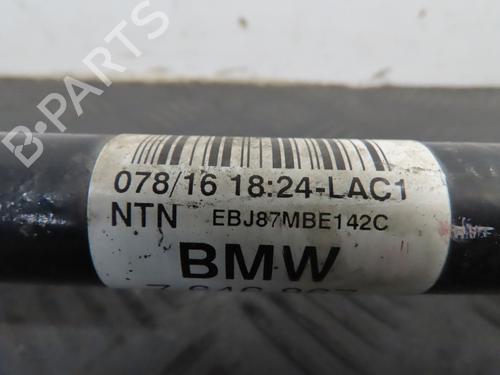 078/16 18:24-LAC1
NTN EBJ87MBE142C
BMW
B-Parts